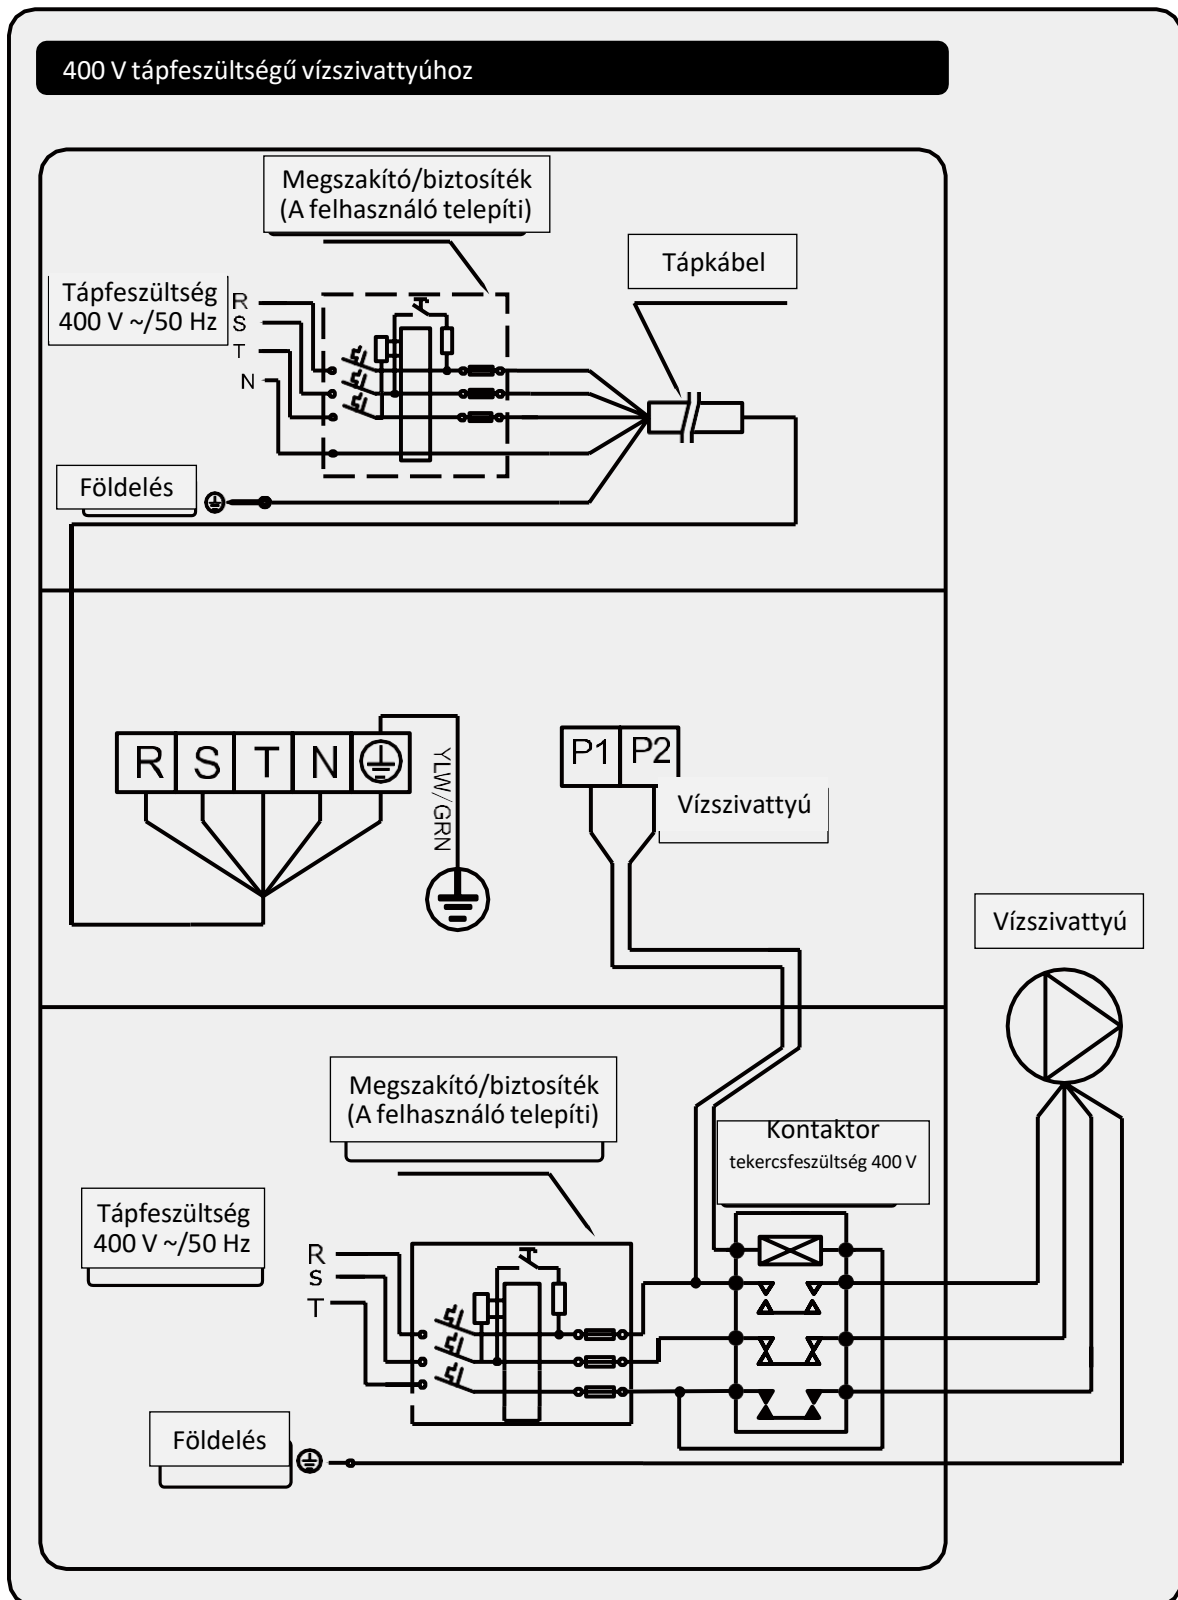 400 V tápfeszültségű vízszivattyúhoz
Megszakító/biztosíték
(A felhasználó telepíti)
Tápkábel
Tápfeszültség
400 V ~/50 Hz
R
S
T
N
Földelés
R S T N
YLW/GRN
P1 P2
Vízszivattyú
Vízszivattyú
Megszakító/biztosíték
(A felhasználó telepíti)
Kontaktor
tekercsfeszültség 400 V
Tápfeszültség
400 V ~/50 Hz
R
S
T
Földelés